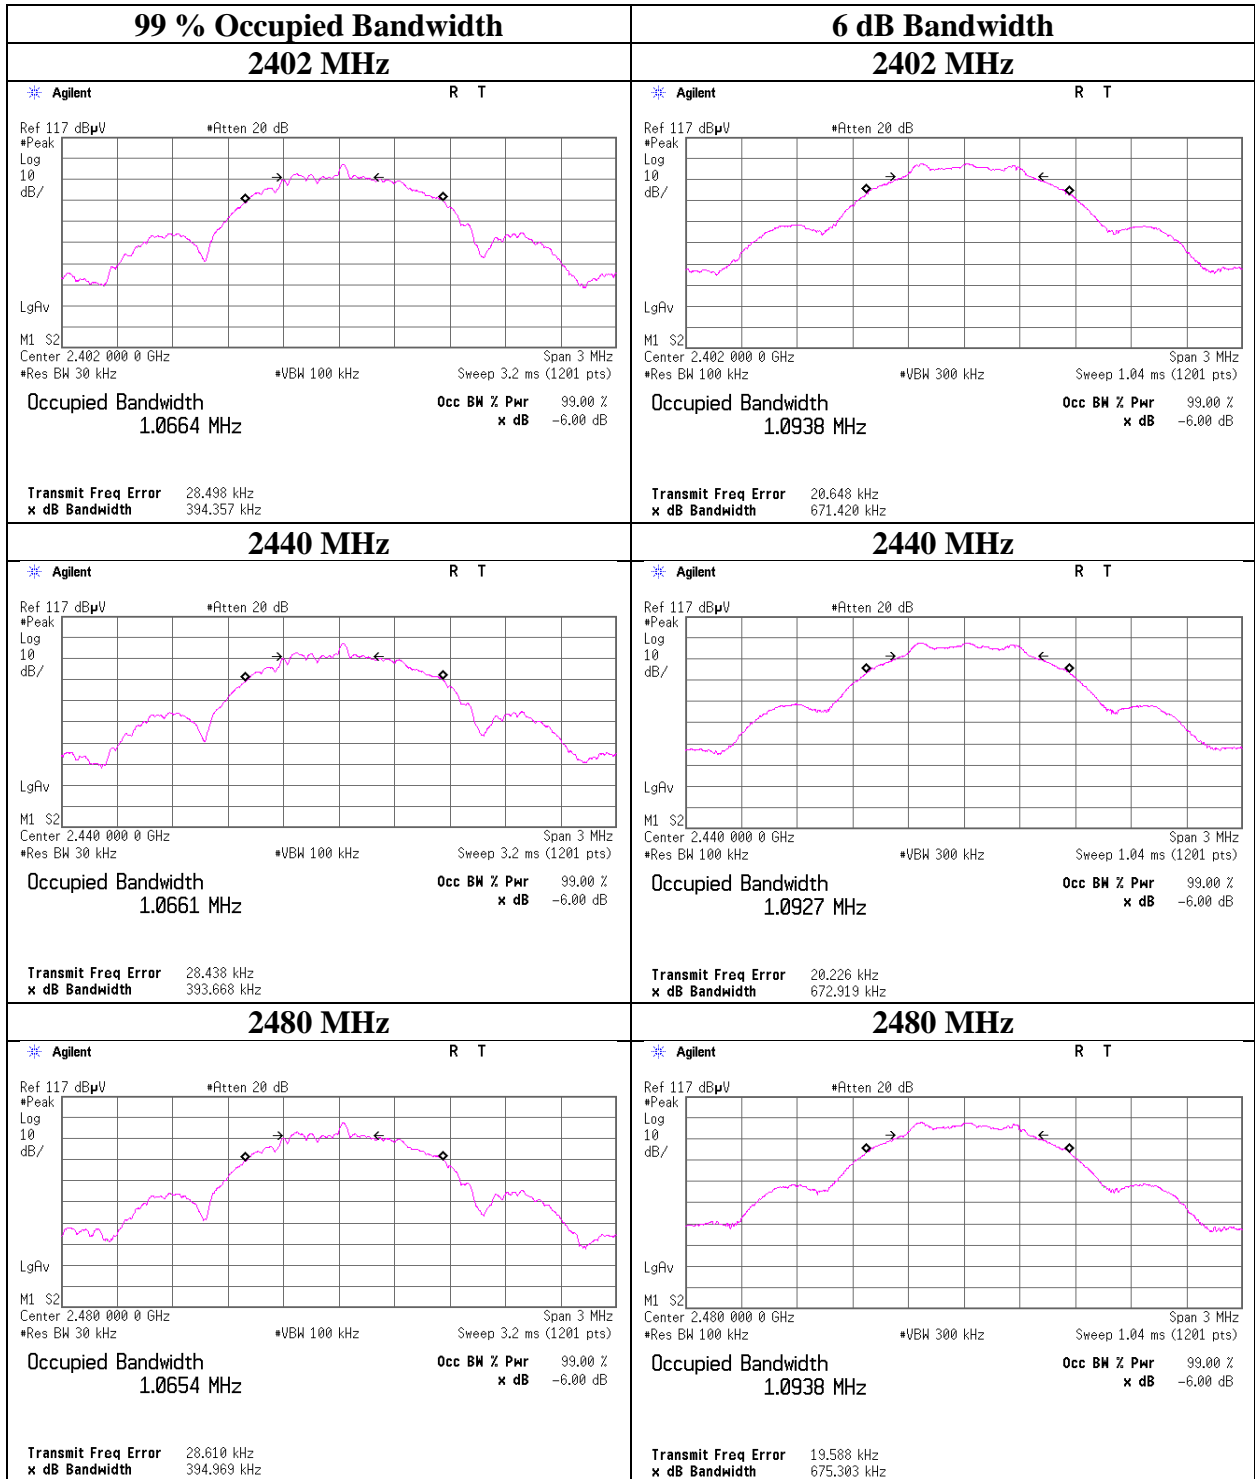 99 % Occupied Bandwidth
6 dB Bandwidth
2402 MHz
2402 MHz
Agilent
R T
Ref 117 dBµV
#Atten 20 dB
#Peak
Log
10
dB/
LgAv
M1 S2
Center 2.402 000 0 GHz
Span 3 MHz
#Res BW 30 kHz
#VBW 100 kHz
Sweep 3.2 ms (1201 pts)
Occupied Bandwidth
1.0664 MHz
Occ BW % Pwr 99.00 %
x dB -6.00 dB
Transmit Freq Error 28.498 kHz
x dB Bandwidth 394.357 kHz
Agilent
R T
Ref 117 dBµV
#Atten 20 dB
#Peak
Log
10
dB/
LgAv
M1 S2
Center 2.402 000 0 GHz
Span 3 MHz
#Res BW 100 kHz
#VBW 300 kHz
Sweep 1.04 ms (1201 pts)
Occupied Bandwidth
1.0938 MHz
Occ BW % Pwr 99.00 %
x dB -6.00 dB
Transmit Freq Error 20.648 kHz
x dB Bandwidth 671.420 kHz
2440 MHz
2440 MHz
Agilent
R T
Ref 117 dBµV
#Atten 20 dB
#Peak
Log
10
dB/
LgAv
M1 S2
Center 2.440 000 0 GHz
Span 3 MHz
#Res BW 30 kHz
#VBW 100 kHz
Sweep 3.2 ms (1201 pts)
Occupied Bandwidth
1.0661 MHz
Occ BW % Pwr 99.00 %
x dB -6.00 dB
Transmit Freq Error 28.438 kHz
x dB Bandwidth 393.668 kHz
Agilent
R T
Ref 117 dBµV
#Atten 20 dB
#Peak
Log
10
dB/
LgAv
M1 S2
Center 2.440 000 0 GHz
Span 3 MHz
#Res BW 100 kHz
#VBW 300 kHz
Sweep 1.04 ms (1201 pts)
Occupied Bandwidth
1.0927 MHz
Occ BW % Pwr 99.00 %
x dB -6.00 dB
Transmit Freq Error 20.226 kHz
x dB Bandwidth 672.919 kHz
2480 MHz
2480 MHz
Agilent
R T
Ref 117 dBµV
#Atten 20 dB
#Peak
Log
10
dB/
LgAv
M1 S2
Center 2.480 000 0 GHz
Span 3 MHz
#Res BW 30 kHz
#VBW 100 kHz
Sweep 3.2 ms (1201 pts)
Occupied Bandwidth
1.0654 MHz
Occ BW % Pwr 99.00 %
x dB -6.00 dB
Transmit Freq Error 28.610 kHz
x dB Bandwidth 394.969 kHz
Agilent
R T
Ref 117 dBµV
#Atten 20 dB
#Peak
Log
10
dB/
LgAv
M1 S2
Center 2.480 000 0 GHz
Span 3 MHz
#Res BW 100 kHz
#VBW 300 kHz
Sweep 1.04 ms (1201 pts)
Occupied Bandwidth
1.0938 MHz
Occ BW % Pwr 99.00 %
x dB -6.00 dB
Transmit Freq Error 19.588 kHz
x dB Bandwidth 675.303 kHz